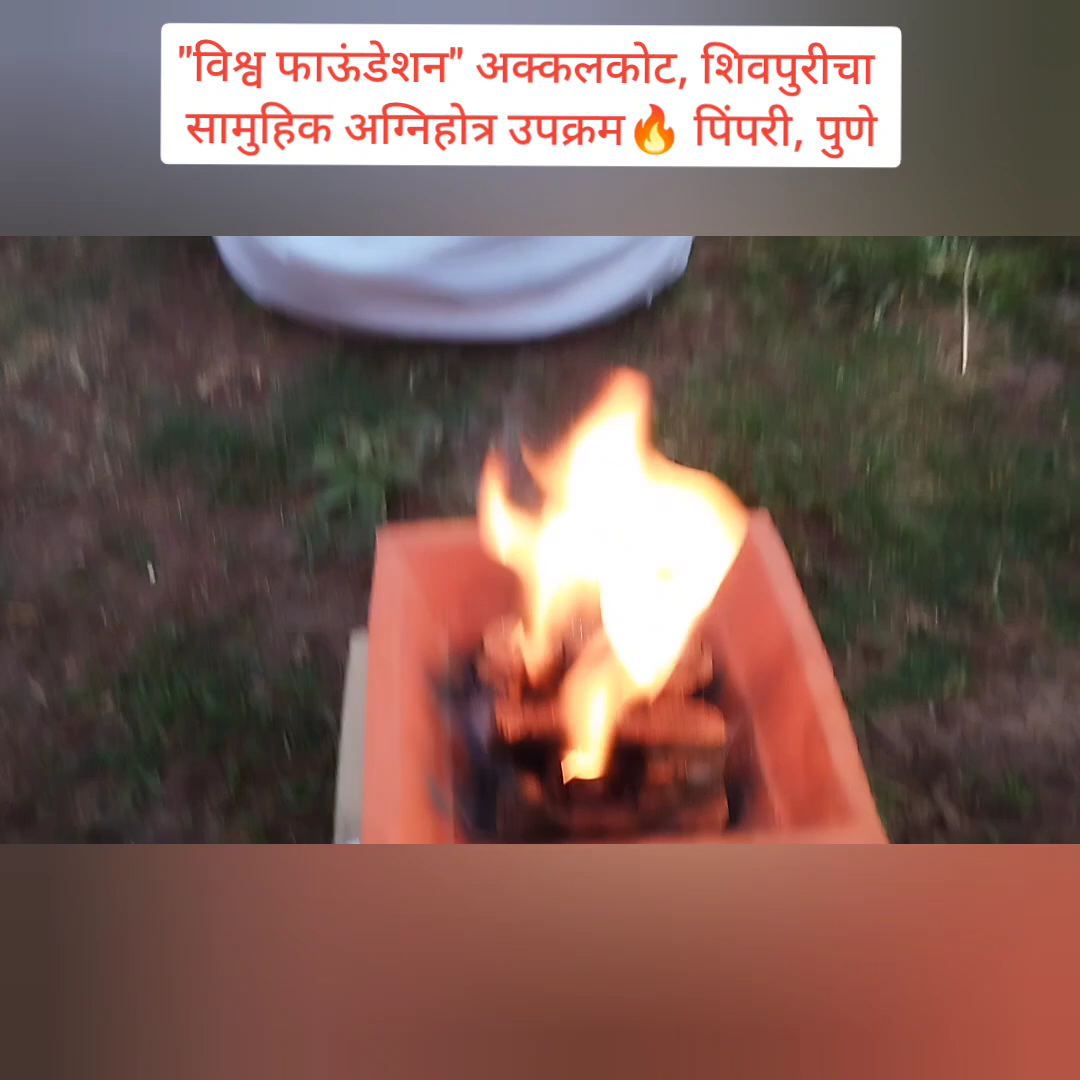 "विश्व फाऊंडेशन" अक्कलकोट, शिवपुरीचा
सामुहिक अग्निहोत्र उपक्रम🔥 पिंपरी, पुणे